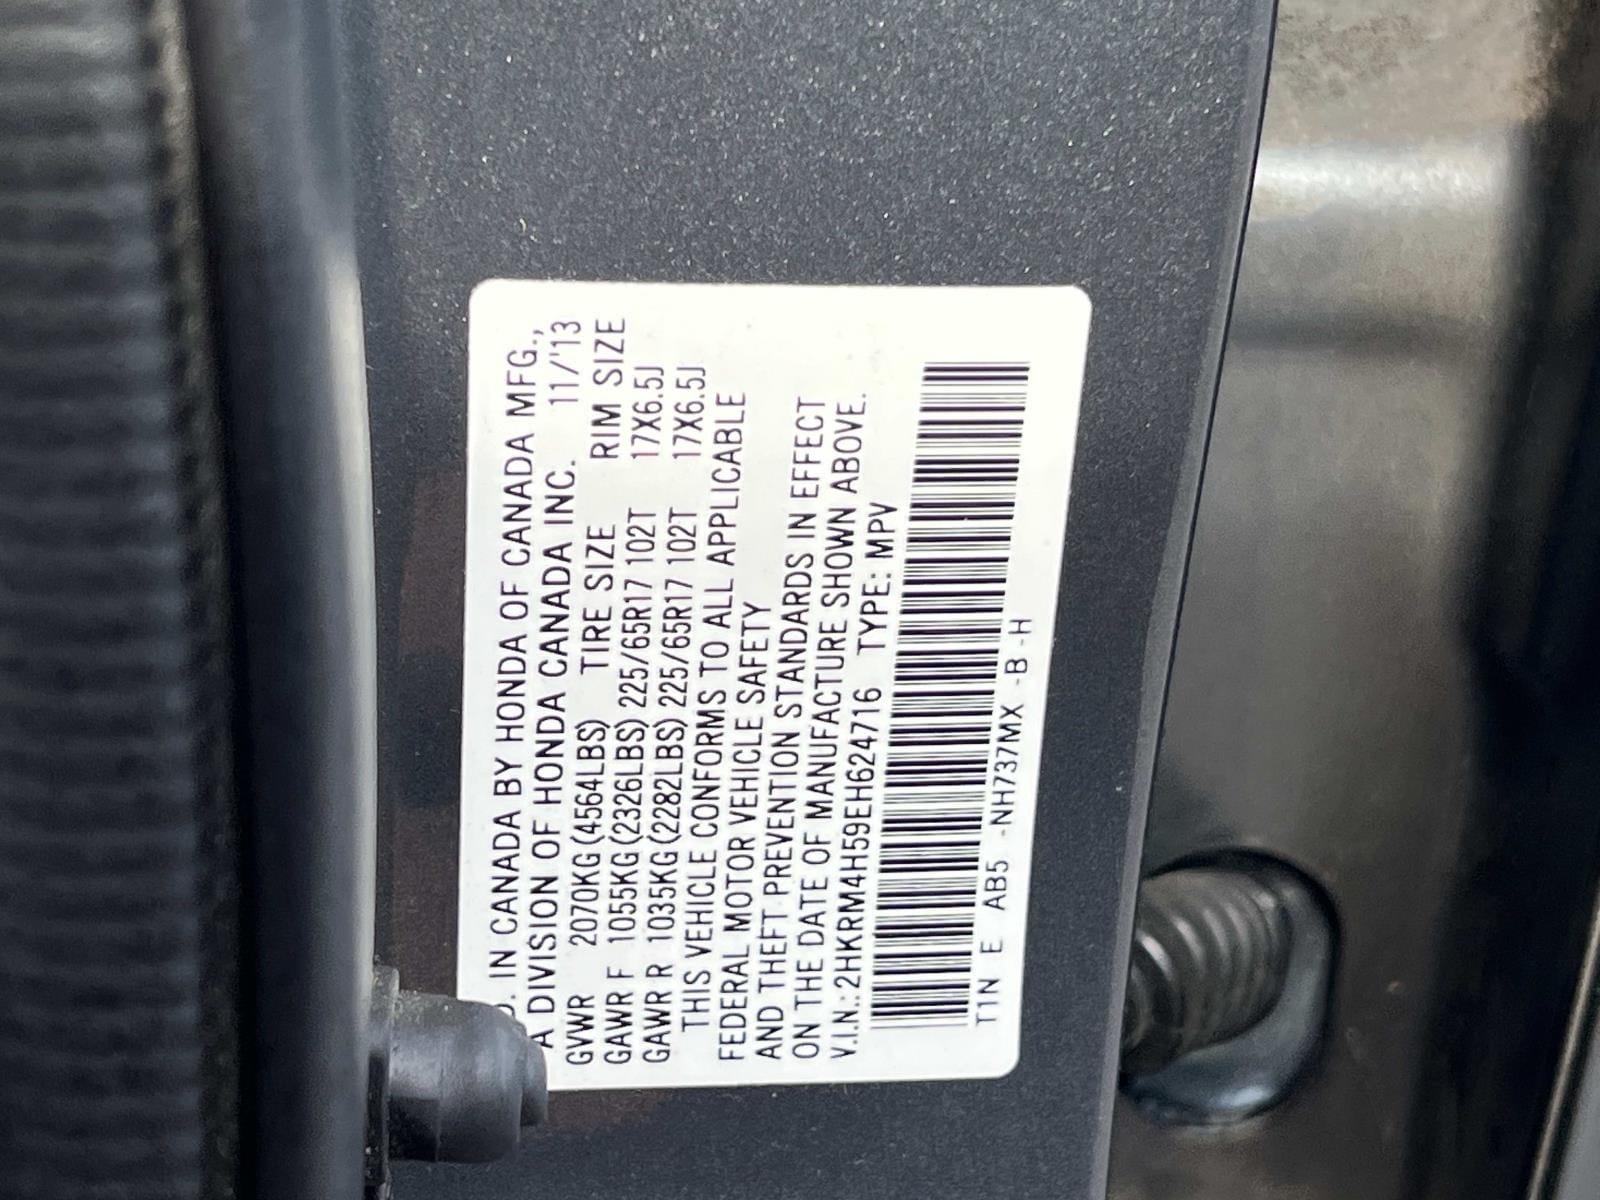 D. IN CANADA BY HONDA OF CANADA MFG.,
A DIVISION OF HONDA CANADA INC. 11/'13
GVWR 2070KG(4564LBS) TIRE SIZE RIM SIZE
GAWR F 1055KG(2326LBS) 225/65R17 102T 17X6.5J
GAWR R 1035KG(2282LBS) 225/65R17 102T 17X6.5J
THIS VEHICLE CONFORMS TO ALL APPLICABLE
FEDERAL MOTOR VEHICLE SAFETY
AND THEFT PREVENTION STANDARDS IN EFFECT
ON THE DATE OF MANUFACTURE SHOWN ABOVE.
V.I.N.: 2HKRM4H59EH624716 TYPE: MPV
T1N E AB5 -NH737MX -B -H